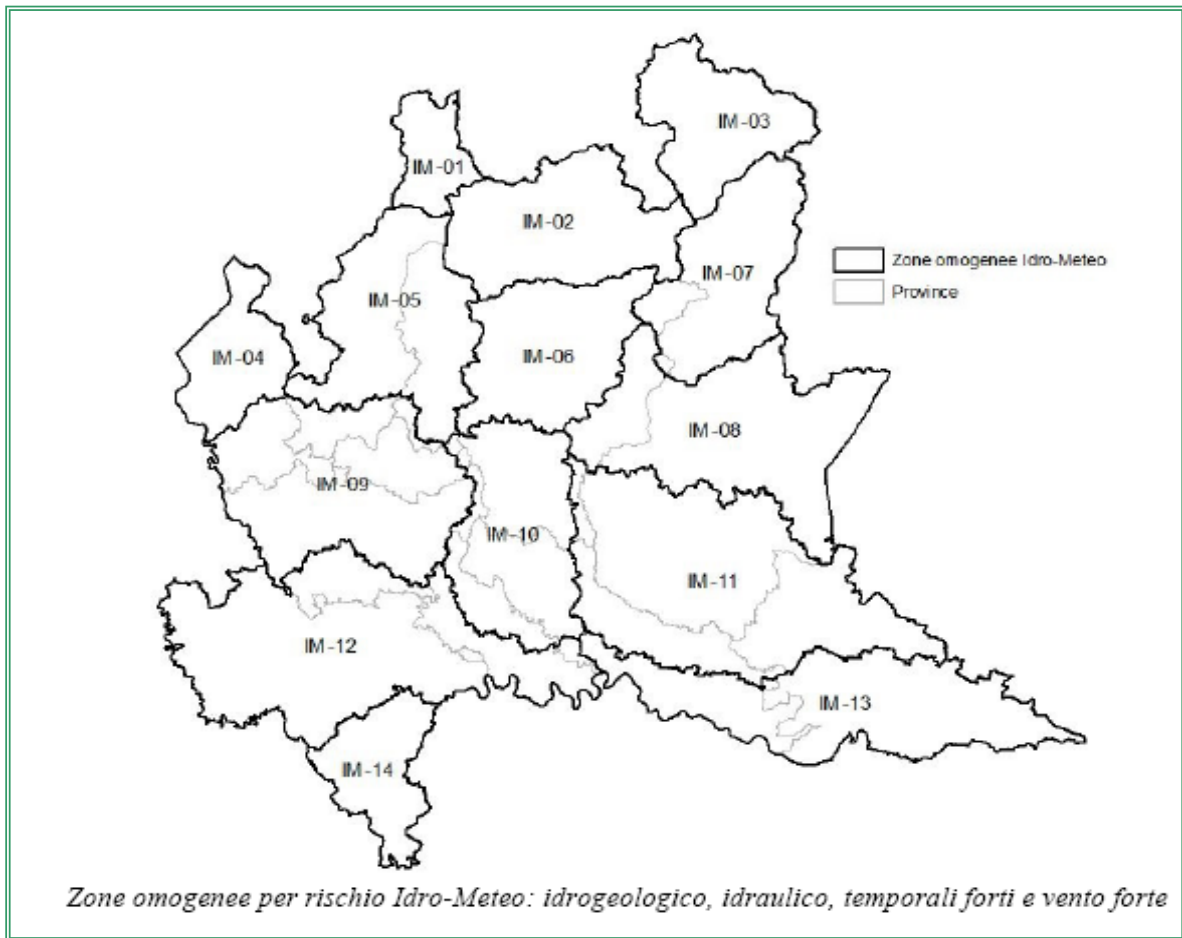 IM-03
IM-01
IM-02
IM-07
Zone omogenee Idro-Meteo
Province
IM-05
IM-04
IM-06
IM-08
IM-09
IM-10
IM-11
IM-12
IM-13
IM-14
Zone omogenee per rischio Idro-Meteo: idrogeologico, idraulico, temporali forti e vento forte